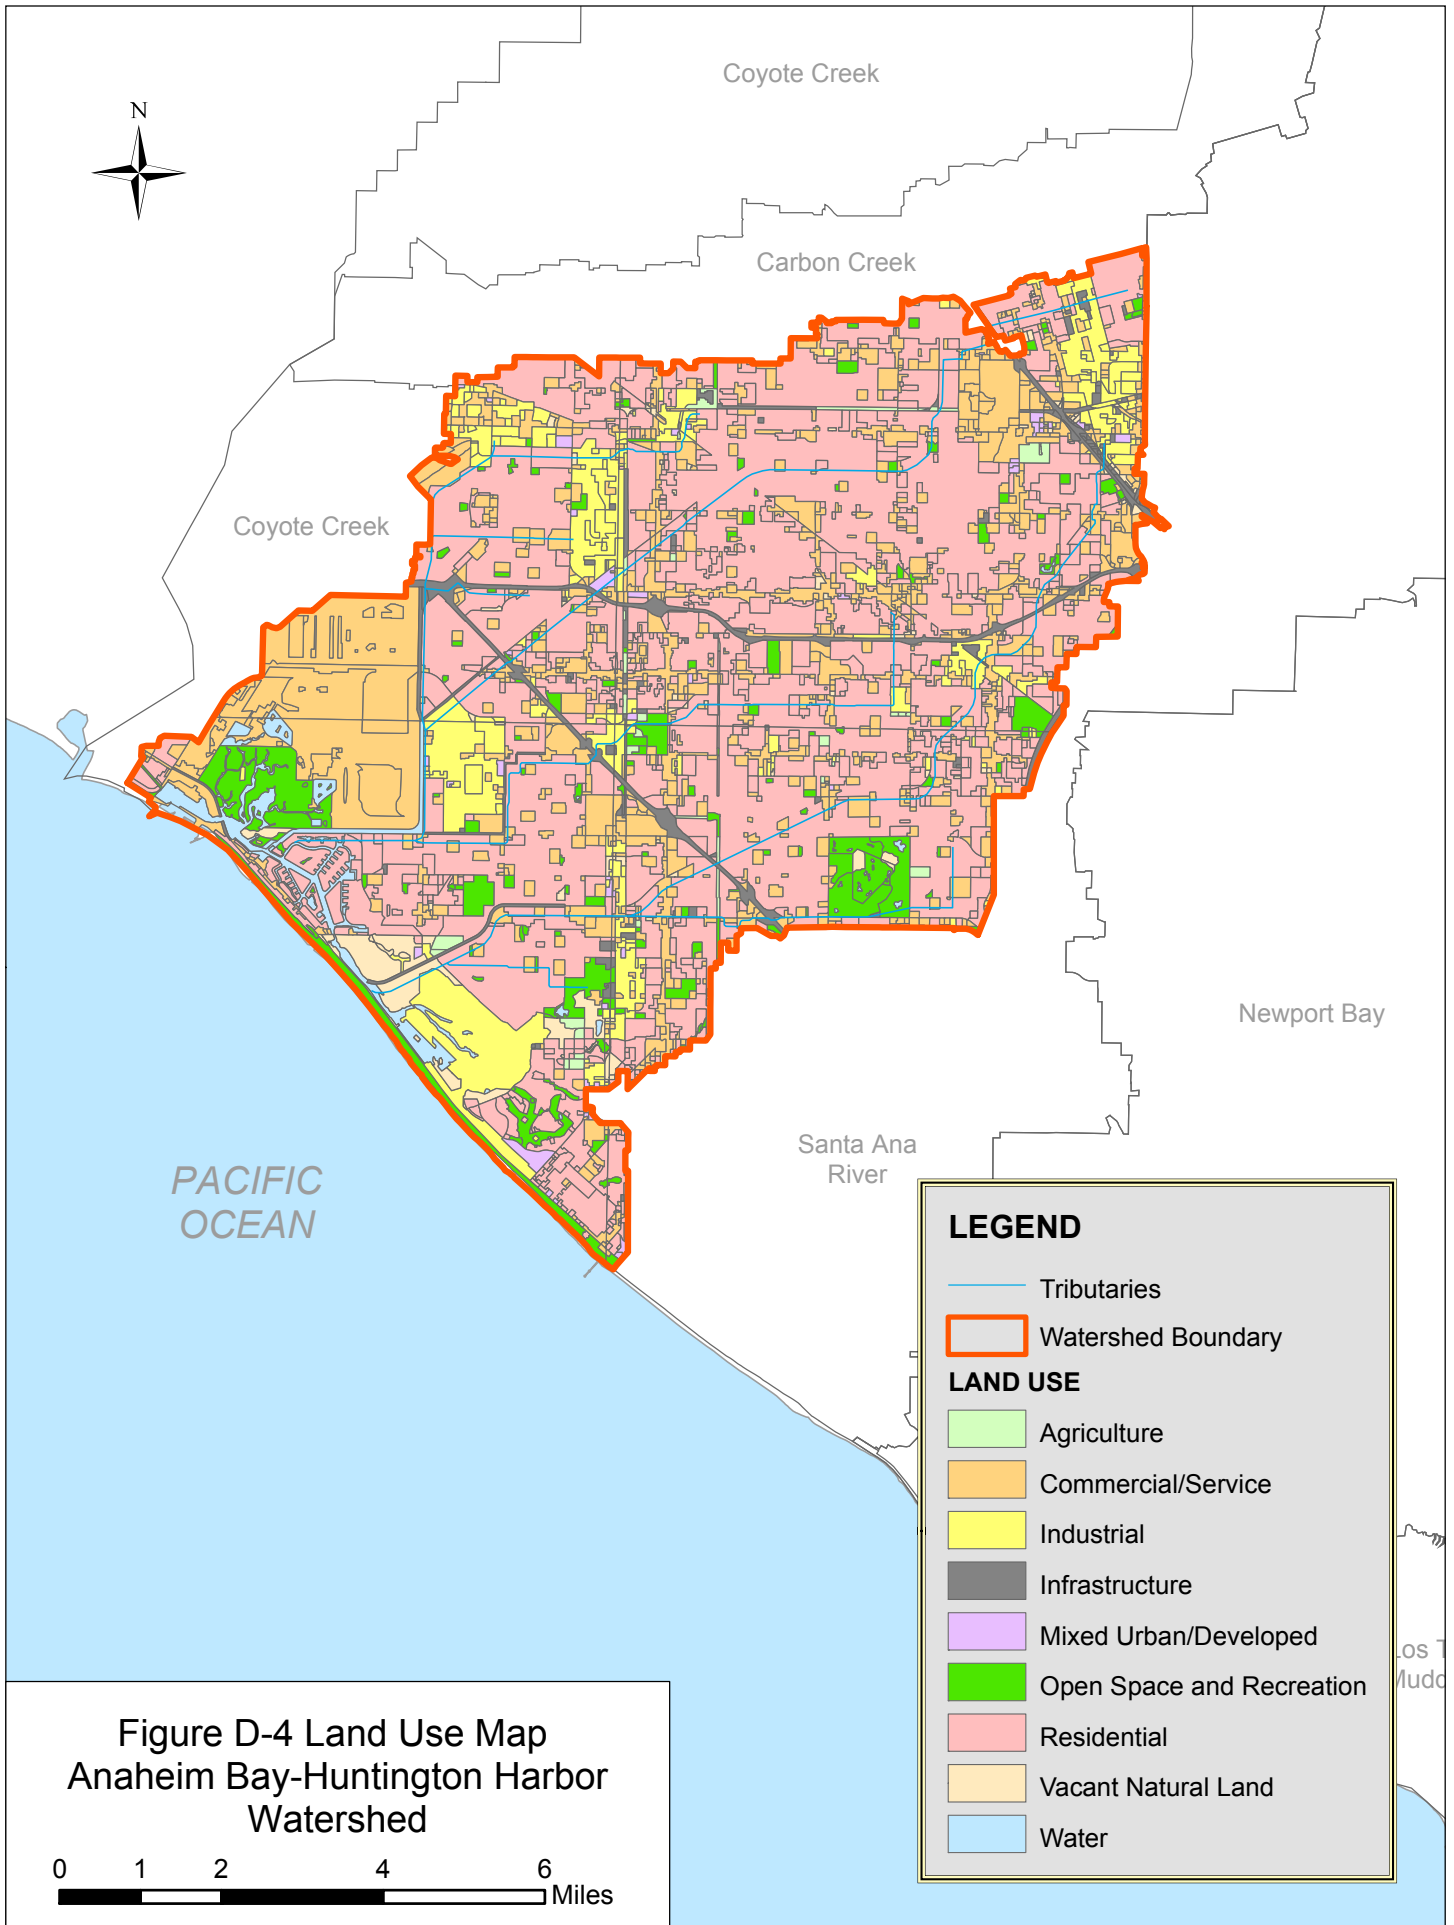 Coyote Creek
N
Carbon Creek
Coyote Creek
Newport Bay
Santa Ana
River
PACIFIC
OCEAN
LEGEND
Tributaries
Watershed Boundary
LAND USE
Agriculture
Commercial/Service
Industrial
Infrastructure
Mixed Urban/Developed
Open Space and Recreation
Residential
Vacant Natural Land
Water
Figure D-4 Land Use Map
Anaheim Bay-Huntington Harbor
Watershed
0 1 2 4 6
Miles